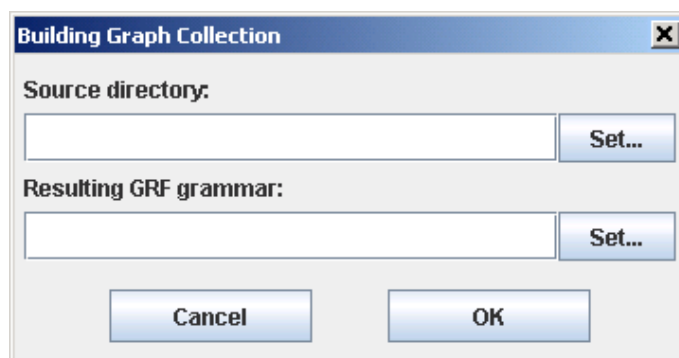 Building Graph Collection
Source directory:
Set...
Resulting GRF grammar:
Set...
Cancel OK